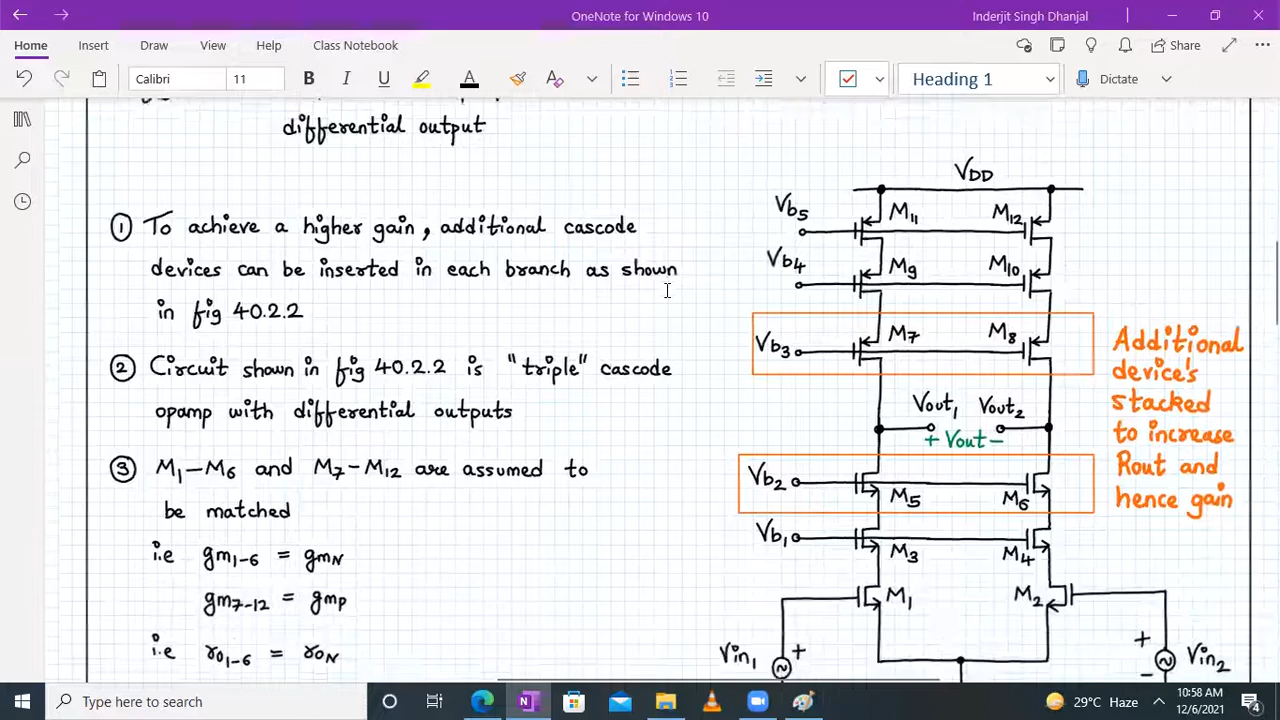 OneNote for Windows 10
Inderjit Singh Dhanjal
Home Insert Draw View Help Class Notebook
Share
Calibri 11 B I U A
Heading 1
Dictate
differential output
① To achieve a higher gain, additional cascode
devices can be inserted in each branch as shown
in fig 40.2.2
② Circuit shown in fig 40.2.2 is "triple" cascode
opamp with differential outputs
③ M1-M6 and M7-M12 are assumed to
be matched
i.e gm1-6 = gmN
gm7-12 = gmp
i.e ro1-6 = roN
VDD
Vb5 M11 M12
Vb4 M9 M10
Vb3 M7 M8
Vout1 Vout2
+ Vout -
Vb2 M5 M6
Vb1 M3 M4
M1 M2
Vin1 +
+ Vin2
-
Additional
device's
stacked
to increase
Rout and
hence gain
Type here to search
29°C Haze
10:58 AM
12/6/2021
4